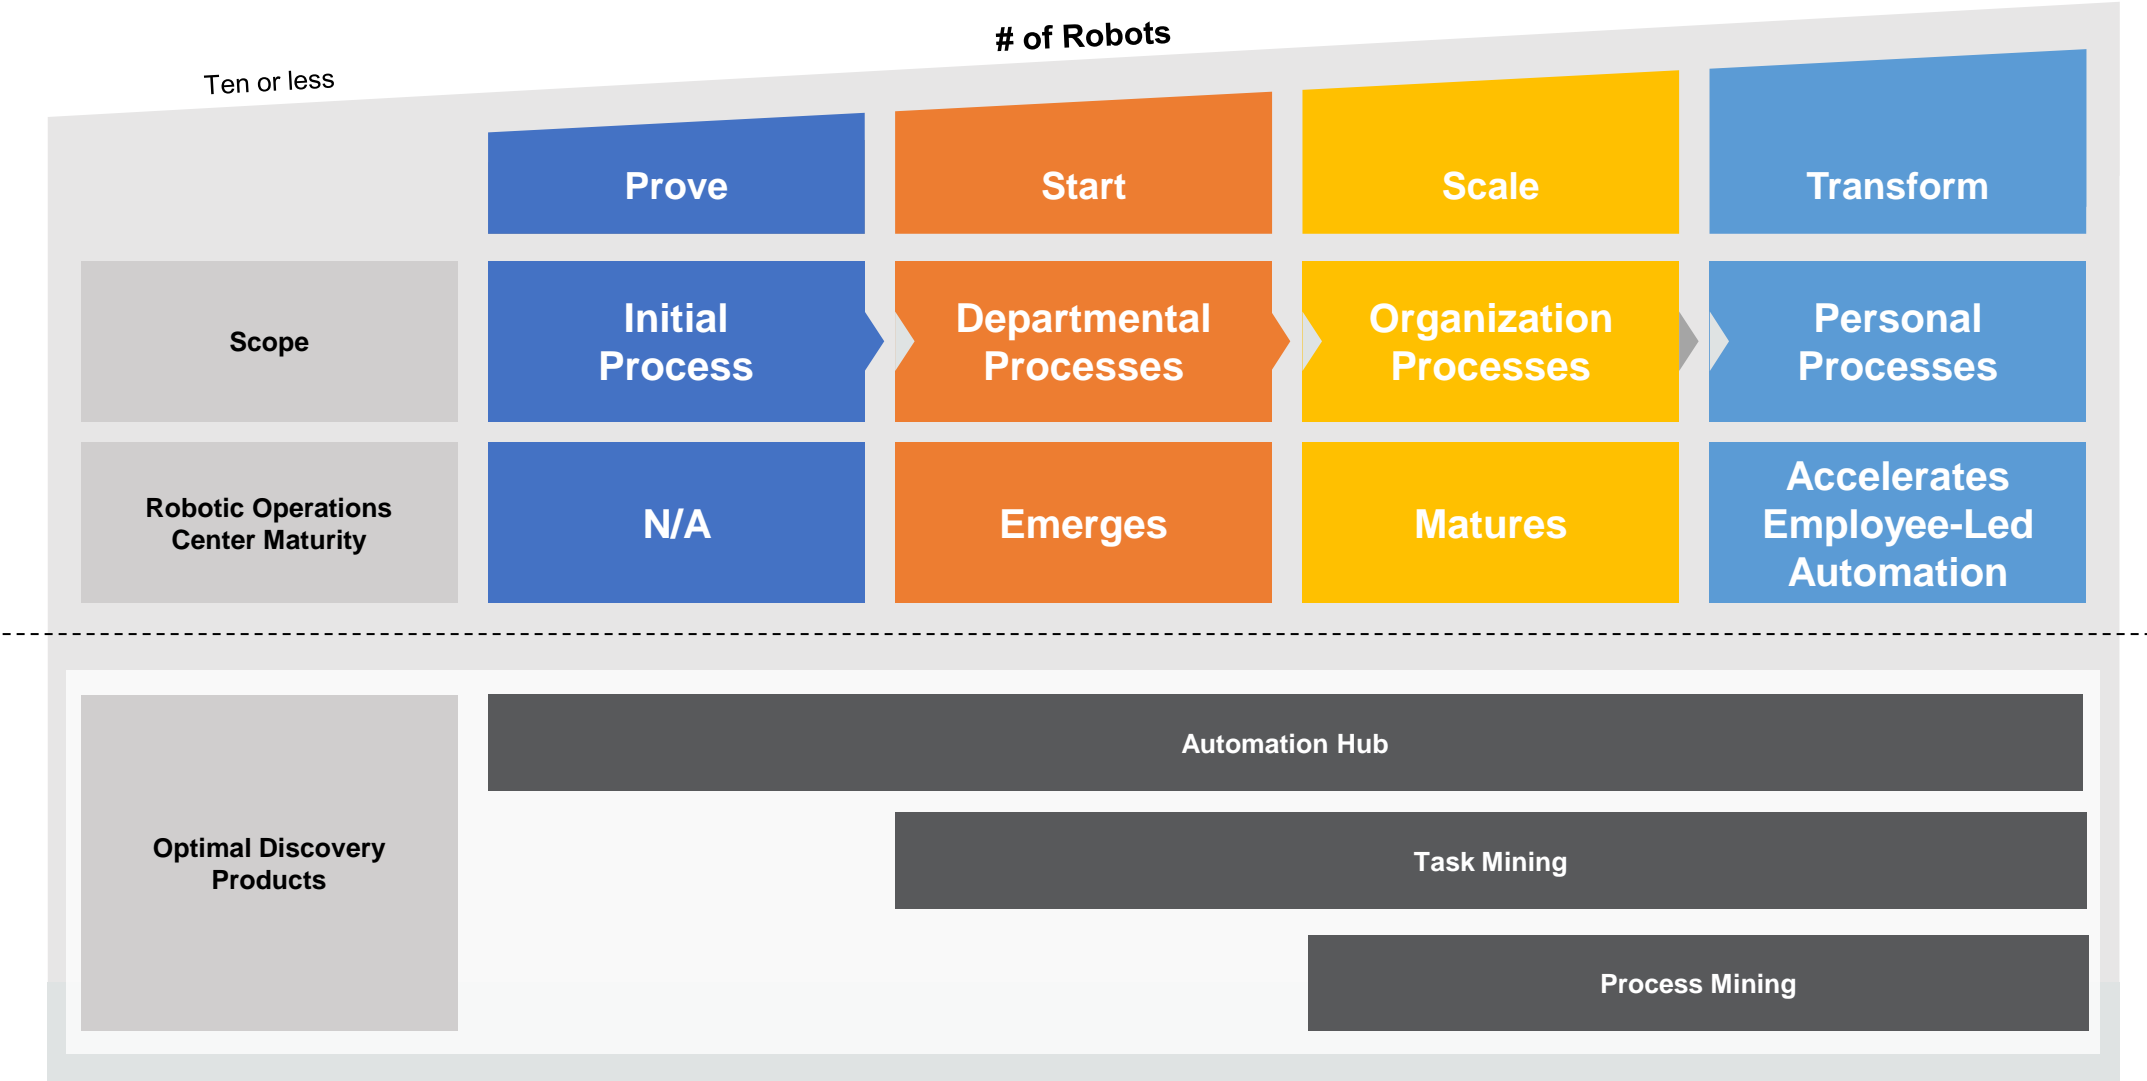 # of Robots
Ten or less
Prove
Start
Scale
Transform
Scope
Initial
Process
Departmental
Processes
Organization
Processes
Personal
Processes
Robotic Operations
Center Maturity
N/A
Emerges
Matures
Accelerates
Employee-Led
Automation
Optimal Discovery
Products
Automation Hub
Task Mining
Process Mining